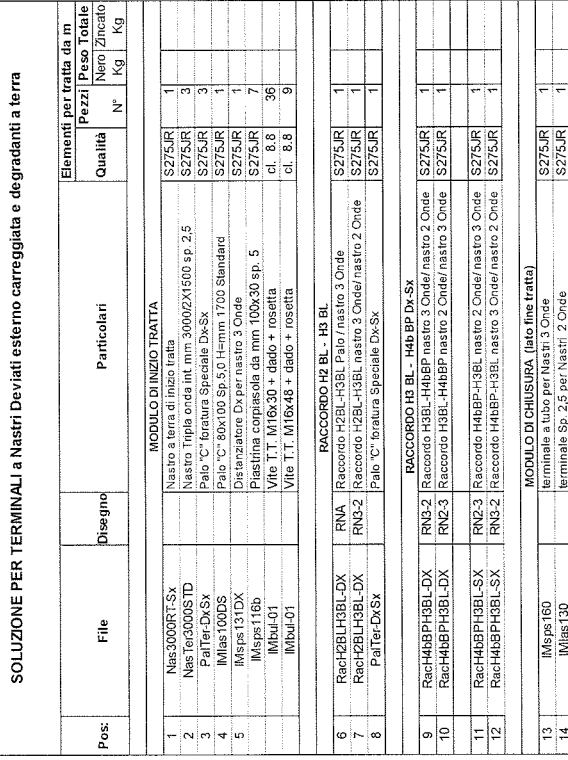 SOLUZIONE PER TERMINALI a Nastri Deviati esterno carreggiata e degradanti a terra
Elementi per tratta da m
Pos: File Disegno Particolari Qualità Pezzi N° Peso Totale Nero Kg Zincato Kg
MODULO DI INIZIO TRATTA
1 Nas3000RT-Sx Nastro a terra di inizio tratta S275JR 1
2 NasTer3000STD Nastro Tripla onda int. mm 3000/2X1500 sp. 2,5 S275JR 3
3 PalTer-DxSx Palo "C" foratura Speciale Dx-Sx S275JR 3
4 IMlas100DS Palo "C" 80x100 Sp.5,0 H=mm 1700 Standard S275JR 1
5 IMsps131DX Distanziatore Dx per nastro 3 Onde S275JR 1
IMsps116b Piastrina corpiasola da mm 100x30 sp. 5 S275JR 7
IMbul-01 Vite T.T. M16x30 + dado + rosetta cl. 8.8 36
IMbul-01 Vite T.T. M16x48 + dado + rosetta cl. 8.8 9
RACCORDO H2 BL - H3 BL
6 RacH2BLH3BL-DX RNA Raccordo H2BL-H3BL Palo / nastro 3 Onde S275JR 1
7 RacH2BLH3BL-DX RN3-2 Raccordo H2BL-H3BL nastro 3 Onde/ nastro 2 Onde S275JR 1
8 PalTer-DxSx Palo "C" foratura Speciale Dx-Sx S275JR 1
RACCORDO H3 BL - H4b BP Dx-Sx
9 RacH4bBPH3BL-DX RN3-2 Raccordo H3BL-H4bBP nastro 3 Onde/ nastro 2 Onde S275JR 1
10 RacH4bBPH3BL-DX RN2-3 Raccordo H3BL-H4bBP nastro 2 Onde/ nastro 3 Onde S275JR 1
11 RacH4bBPH3BL-SX RN2-3 Raccordo H4bBP-H3BL nastro 2 Onde/ nastro 3 Onde S275JR 1
12 RacH4bBPH3BL-SX RN3-2 Raccordo H4bBP-H3BL nastro 3 Onde/ nastro 2 Onde S275JR 1
MODULO DI CHIUSURA (lato fine tratta)
13 IMsps160 terminale a tubo per Nastri 3 Onde S275JR 1
14 IMlas130 terminale Sp. 2,5 per Nastri 2 Onde S275JR 1